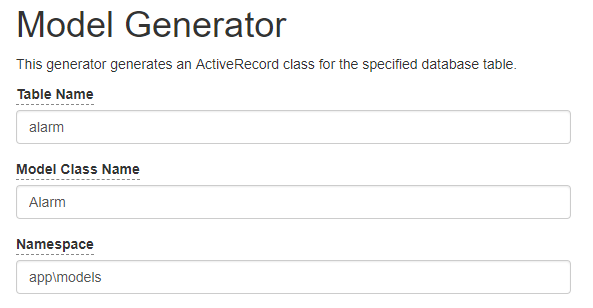 Model Generator
This generator generates an ActiveRecord class for the specified database table.
Table Name
alarm
Model Class Name
Alarm
Namespace
app\models